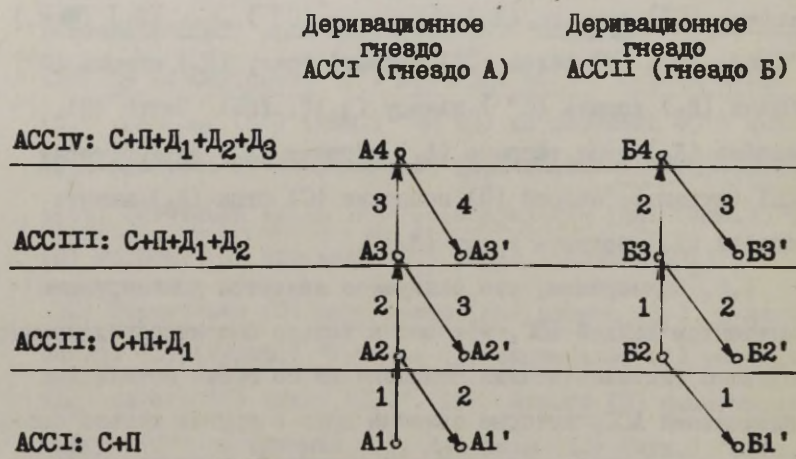 Деривационное гнездо АССI (гнездо А)
Деривационное гнездо АССII (гнездо Б)
АССIV: С+П+Д₁+Д₂+Д₃ А4 Б4
3 4 2 3
АССIII: С+П+Д₁+Д₂ А3 А3' Б3 Б3'
2 3 1 2
АССII: С+П+Д₁ А2 А2' Б2 Б2'
1 2 1
АССI: С+П А1 А1' Б1'